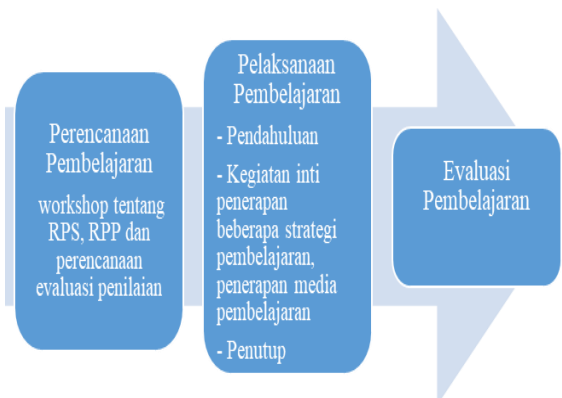 Perencanaan
Pembelajaran
workshop tentang
RPS, RPP dan
perencanaan
evaluasi penilaian
Pelaksanaan
Pembelajaran
- Pendahuluan
- Kegiatan inti
penerapan
beberapa strategi
pembelajaran,
penerapan media
pembelajaran
- Penutup
Evaluasi
Pembelajaran